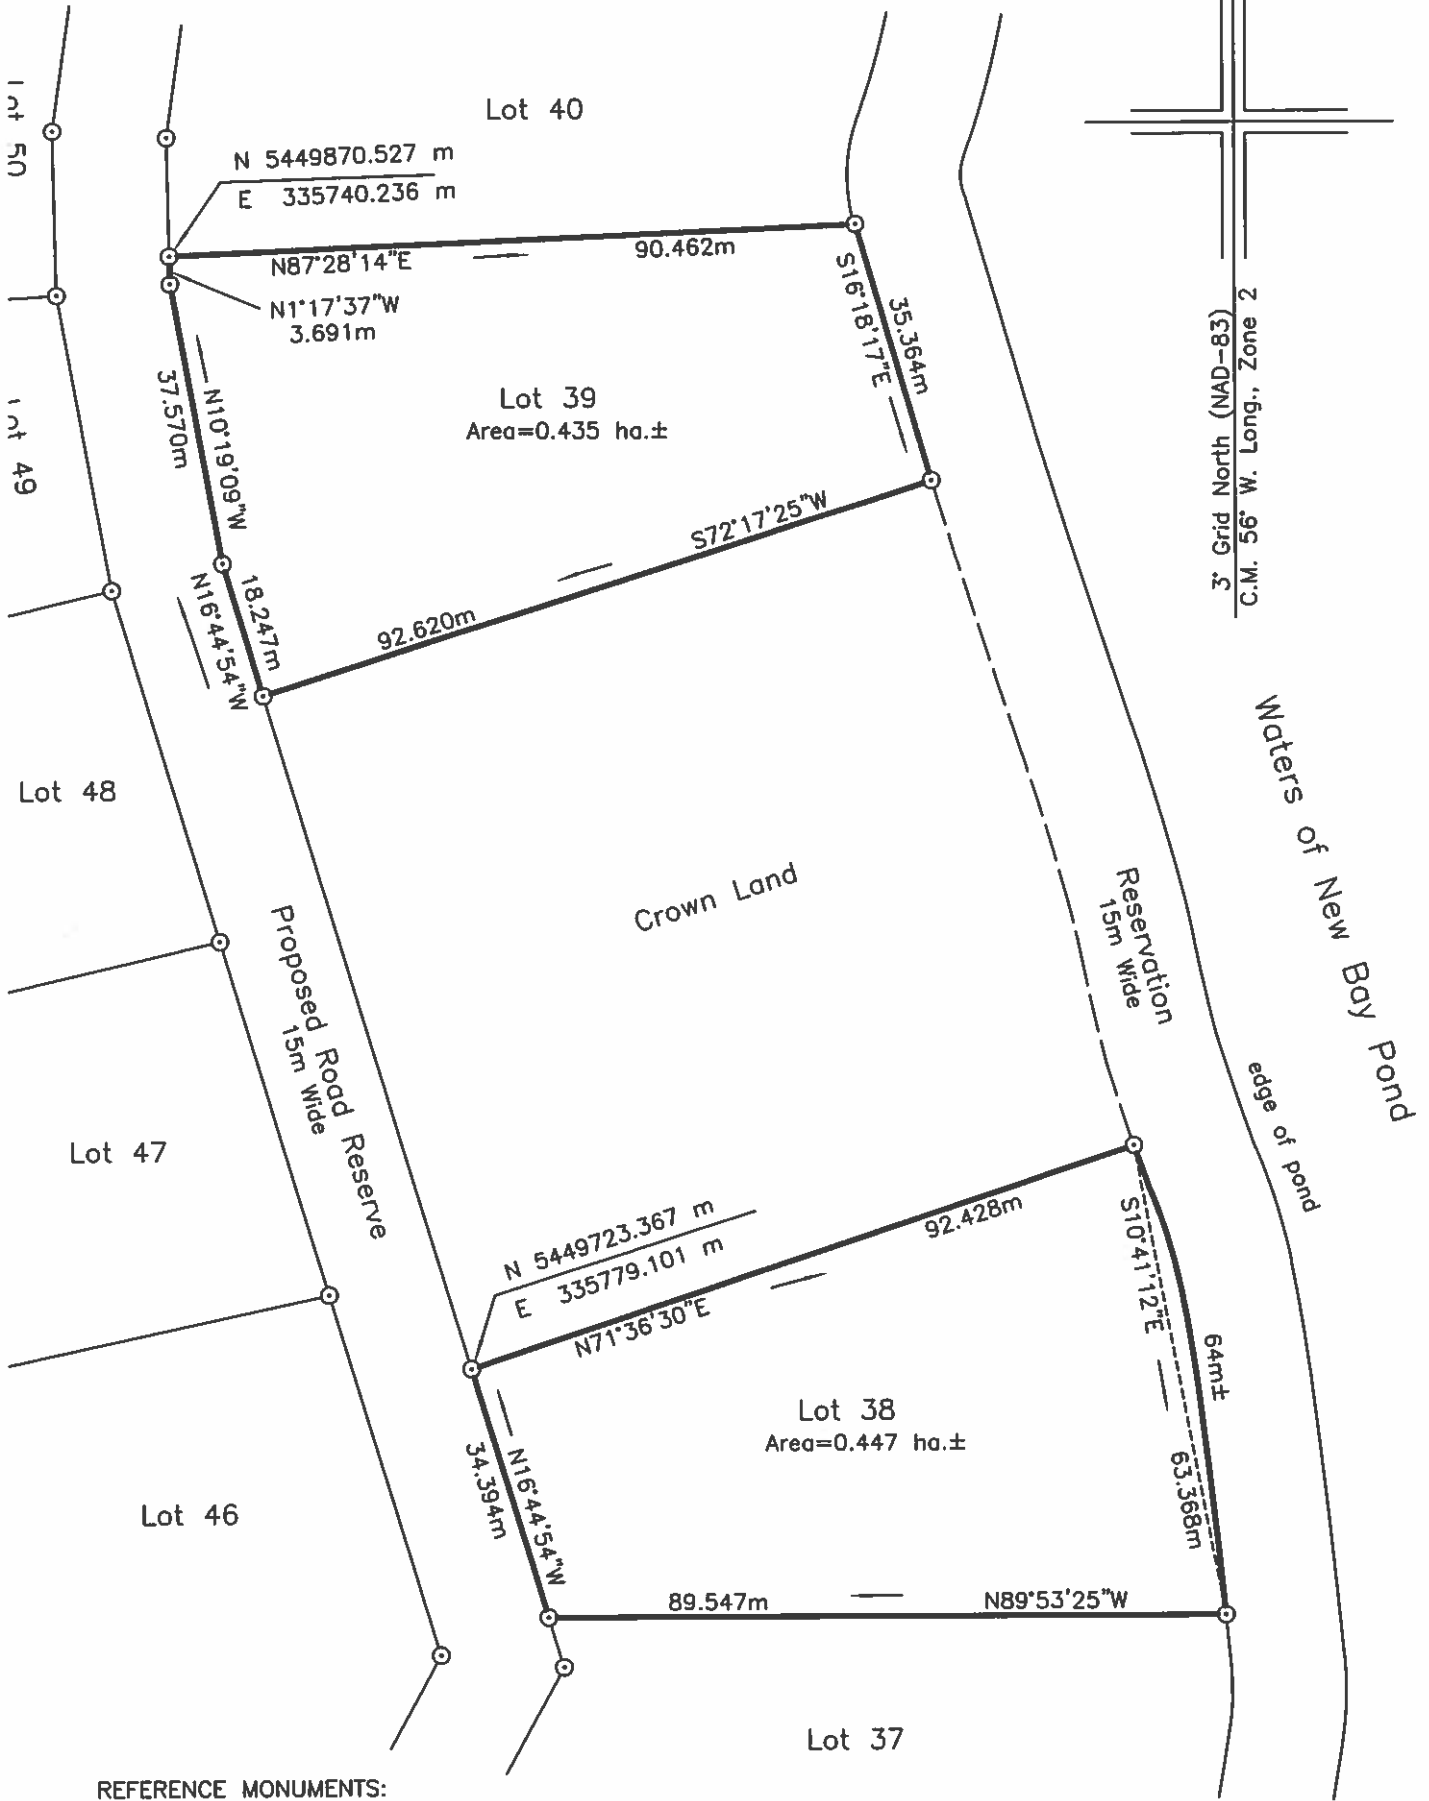 Lot 40
Lot 50
N 5449870.527 m
E 335740.236 m
N87°28'14"E
90.462m
N1°17'37"W
3.691m
S16°18'17"E
35.364m
3° Grid North (NAD-83)
C.M. 56° W. Long., Zone 2
37.570m
N10°19'09"W
Lot 39
Area=0.435 ha.±
Lot 49
S72°17'25"W
92.620m
18.247m
N16°44'54"W
Lot 48
Crown Land
Waters of New Bay Pond
Reservation
15m Wide
Proposed Road Reserve
15m Wide
edge of pond
Lot 47
N 5449723.367 m
E 335779.101 m
92.428m
N71°36'30"E
S10°41'12"E
64m±
63.368m
Lot 38
Area=0.447 ha.±
34.394m
N16°44'54"W
Lot 46
89.547m
N89°53'25"W
Lot 37
REFERENCE MONUMENTS: